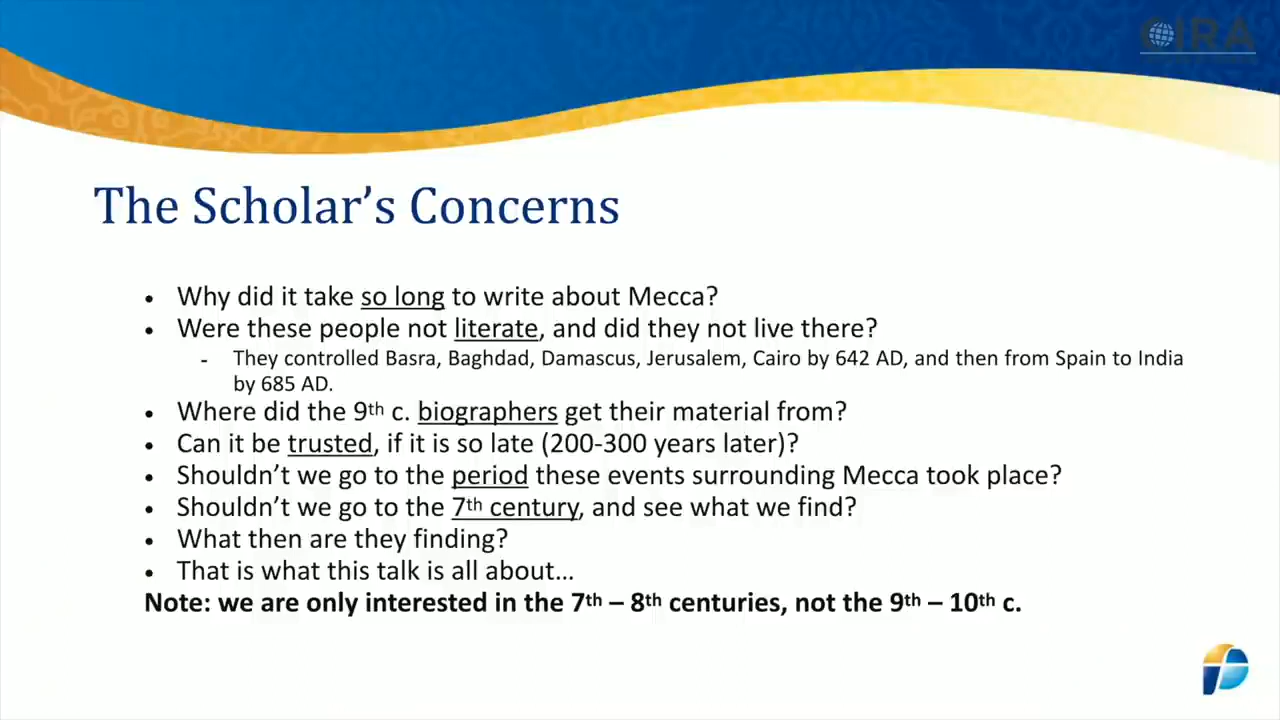 CIRA
The Scholar’s Concerns
• Why did it take so long to write about Mecca?
• Were these people not literate, and did they not live there?
- They controlled Basra, Baghdad, Damascus, Jerusalem, Cairo by 642 AD, and then from Spain to India
by 685 AD.
• Where did the 9th c. biographers get their material from?
• Can it be trusted, if it is so late (200-300 years later)?
• Shouldn’t we go to the period these events surrounding Mecca took place?
• Shouldn’t we go to the 7th century, and see what we find?
• What then are they finding?
• That is what this talk is all about…
Note: we are only interested in the 7th – 8th centuries, not the 9th – 10th c.